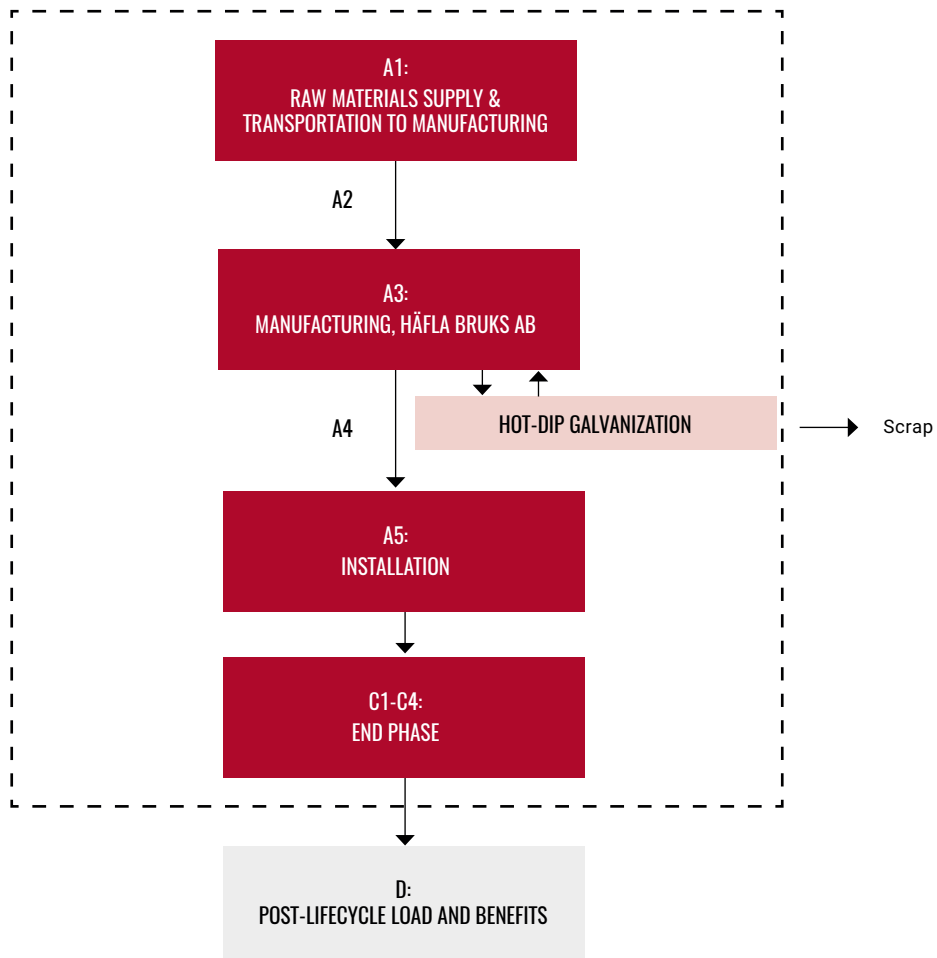 A1:
RAW MATERIALS SUPPLY &
TRANSPORTATION TO MANUFACTURING
A2
A3:
MANUFACTURING, HÄFLA BRUKS AB
A4
HOT-DIP GALVANIZATION
Scrap
A5:
INSTALLATION
C1-C4:
END PHASE
D:
POST-LIFECYCLE LOAD AND BENEFITS